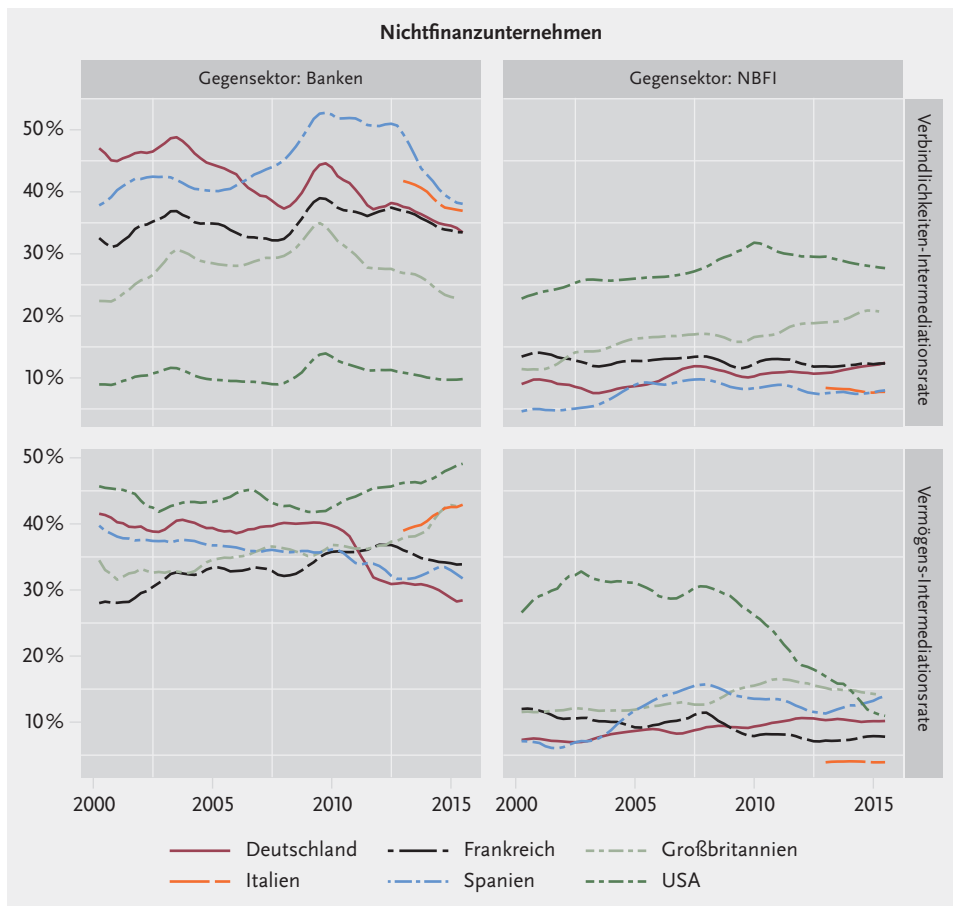 Nichtfinanzunternehmen
Gegensektor: Banken
Gegensektor: NBFI
50 %
40 %
30 %
20 %
10 %
Verbindlichkeiten-Intermediationsrate
50 %
40 %
30 %
20 %
10 %
Vermögens-Intermediationsrate
2000 2005 2010 2015
2000 2005 2010 2015
Deutschland Frankreich Großbritannien
Italien Spanien USA